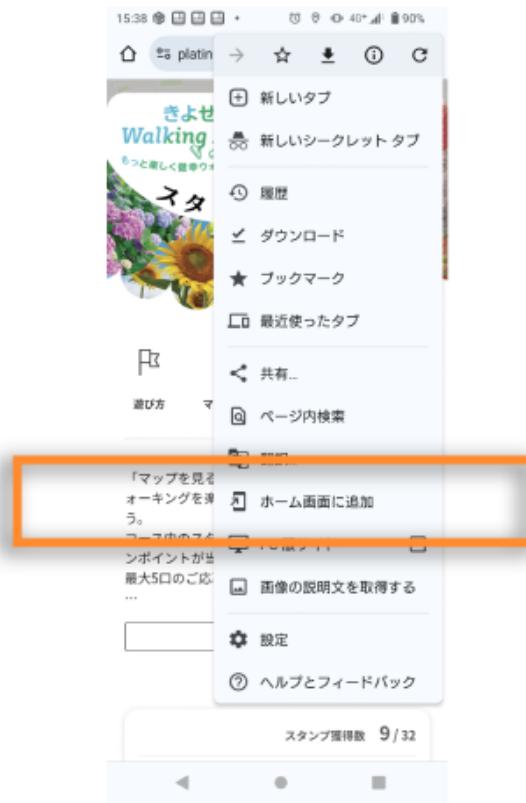 15:38
90%
platin
きよせ
Walking
もっと楽しく健幸ウォ
スタ
新しいタブ
新しいシークレット タブ
履歴
ダウンロード
ブックマーク
最近使ったタブ
共有...
ページ内検索
ホーム画面に追加
画像の説明文を取得する
設定
ヘルプとフィードバック
遊び方
マ
「マップを見る
ォーキングを楽
う。
ンポイントが当
最大5口のご応
...
スタンプ獲得数 9/32